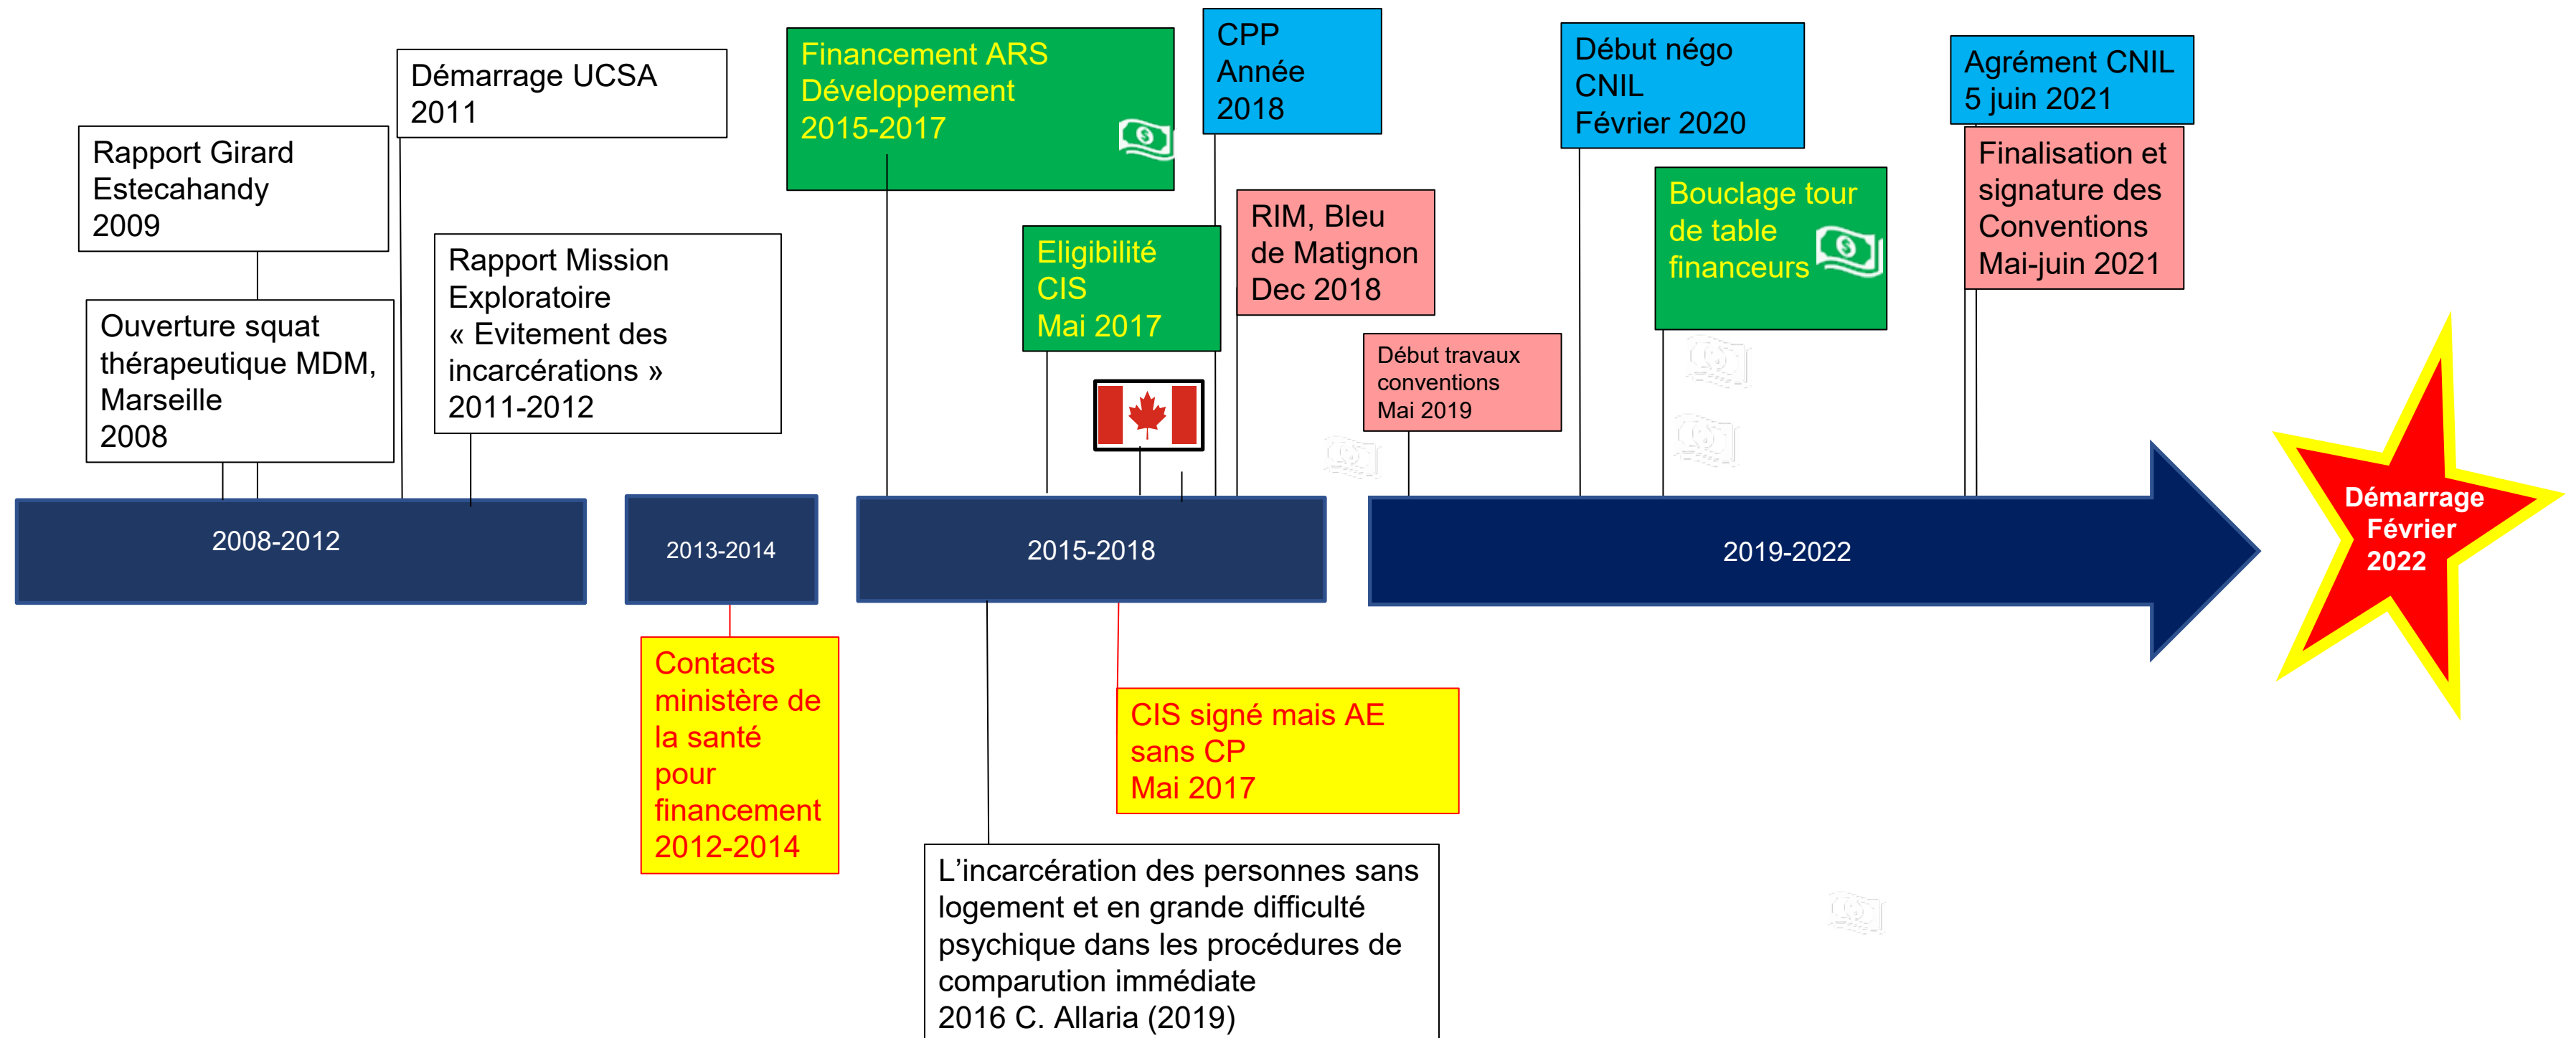 Démarrage UCSA
2011
Rapport Girard
Estecahandy
2009
Ouverture squat
thérapeutique MDM,
Marseille
2008
Rapport Mission
Exploratoire
« Evitement des
incarcérations »
2011-2012
Financement ARS
Développement
2015-2017
Eligibilité
CIS
Mai 2017
CPP
Année
2018
RIM, Bleu
de Matignon
Dec 2018
Début travaux
conventions
Mai 2019
Début négo
CNIL
Février 2020
Bouclage tour
de table
financeurs
Agrément CNIL
5 juin 2021
Finalisation et
signature des
Conventions
Mai-juin 2021
2008-2012
2013-2014
2015-2018
2019-2022
Démarrage
Février
2022
Contacts
ministère de
la santé
pour
financement
2012-2014
CIS signé mais AE
sans CP
Mai 2017
L’incarcération des personnes sans
logement et en grande difficulté
psychique dans les procédures de
comparution immédiate
2016 C. Allaria (2019)